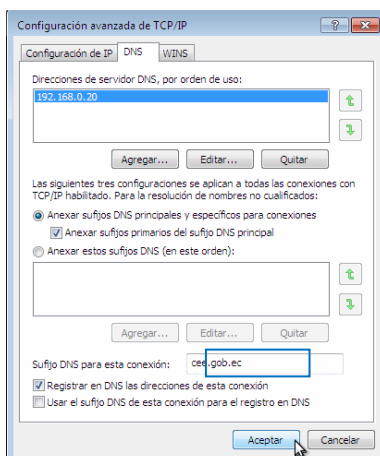 Configuración avanzada de TCP/IP
Configuración de IP DNS WINS
Direcciones de servidor DNS, por orden de uso:
192.168.0.20
Agregar... Editar... Quitar
Las siguientes tres configuraciones se aplican a todas las conexiones con
TCP/IP habilitado. Para la resolución de nombres no cualificados:
Anexar sufijos DNS principales y específicos para conexiones
Anexar sufijos primarios del sufijo DNS principal
Anexar estos sufijos DNS (en este orden):
Agregar... Editar... Quitar
Sufijo DNS para esta conexión: cee.gob.ec
Registrar en DNS las direcciones de esta conexión
Usar el sufijo DNS de esta conexión para el registro en DNS
Aceptar Cancelar